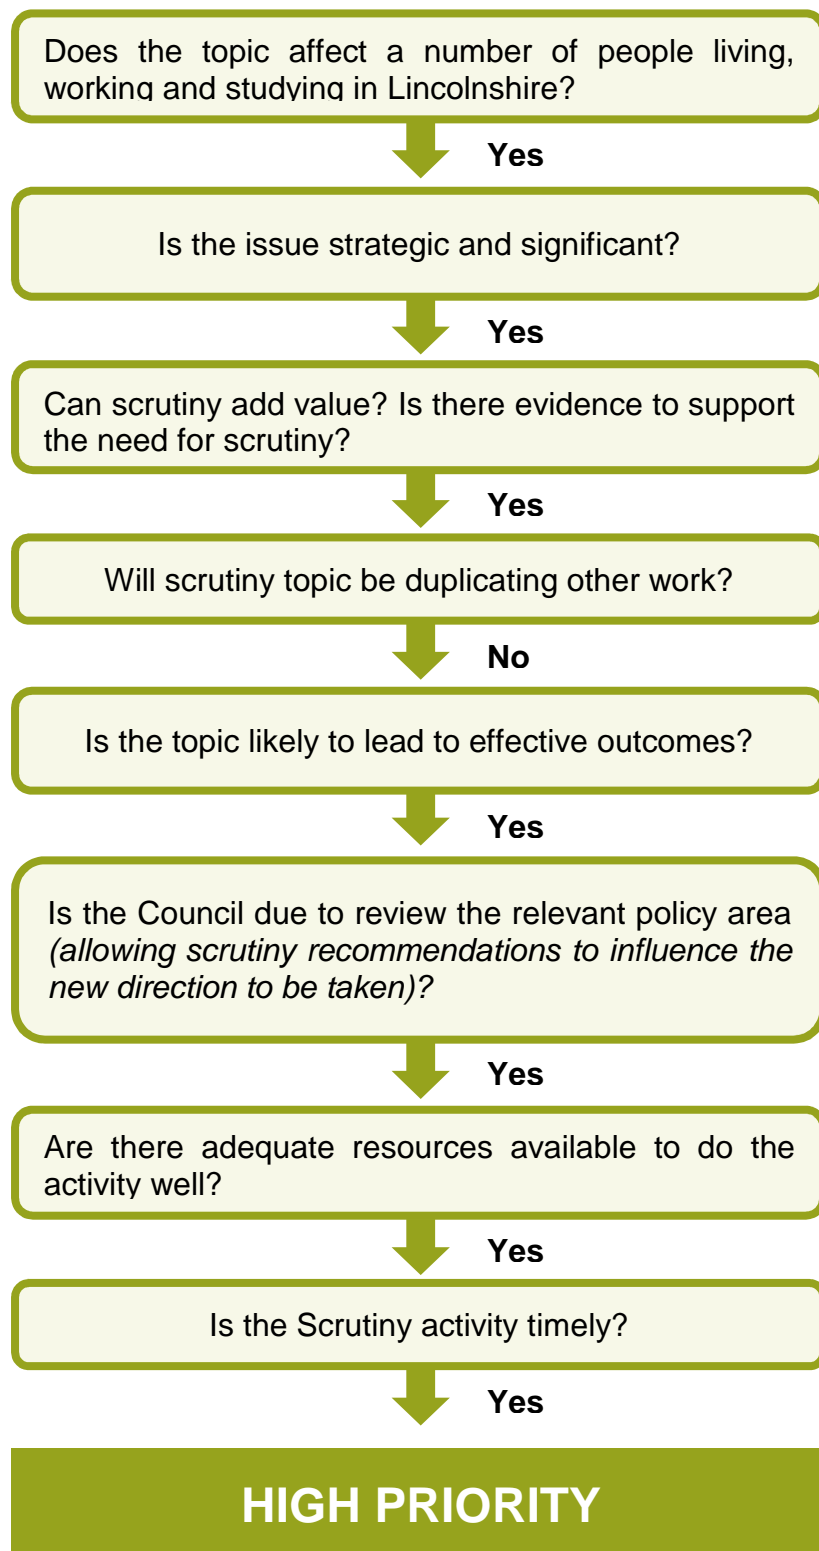 Does the topic affect a number of people living,
working and studying in Lincolnshire?
Yes
Is the issue strategic and significant?
Yes
Can scrutiny add value? Is there evidence to support
the need for scrutiny?
Yes
Will scrutiny topic be duplicating other work?
No
Is the topic likely to lead to effective outcomes?
Yes
Is the Council due to review the relevant policy area
(allowing scrutiny recommendations to influence the
new direction to be taken)?
Yes
Are there adequate resources available to do the
activity well?
Yes
Is the Scrutiny activity timely?
Yes
HIGH PRIORITY